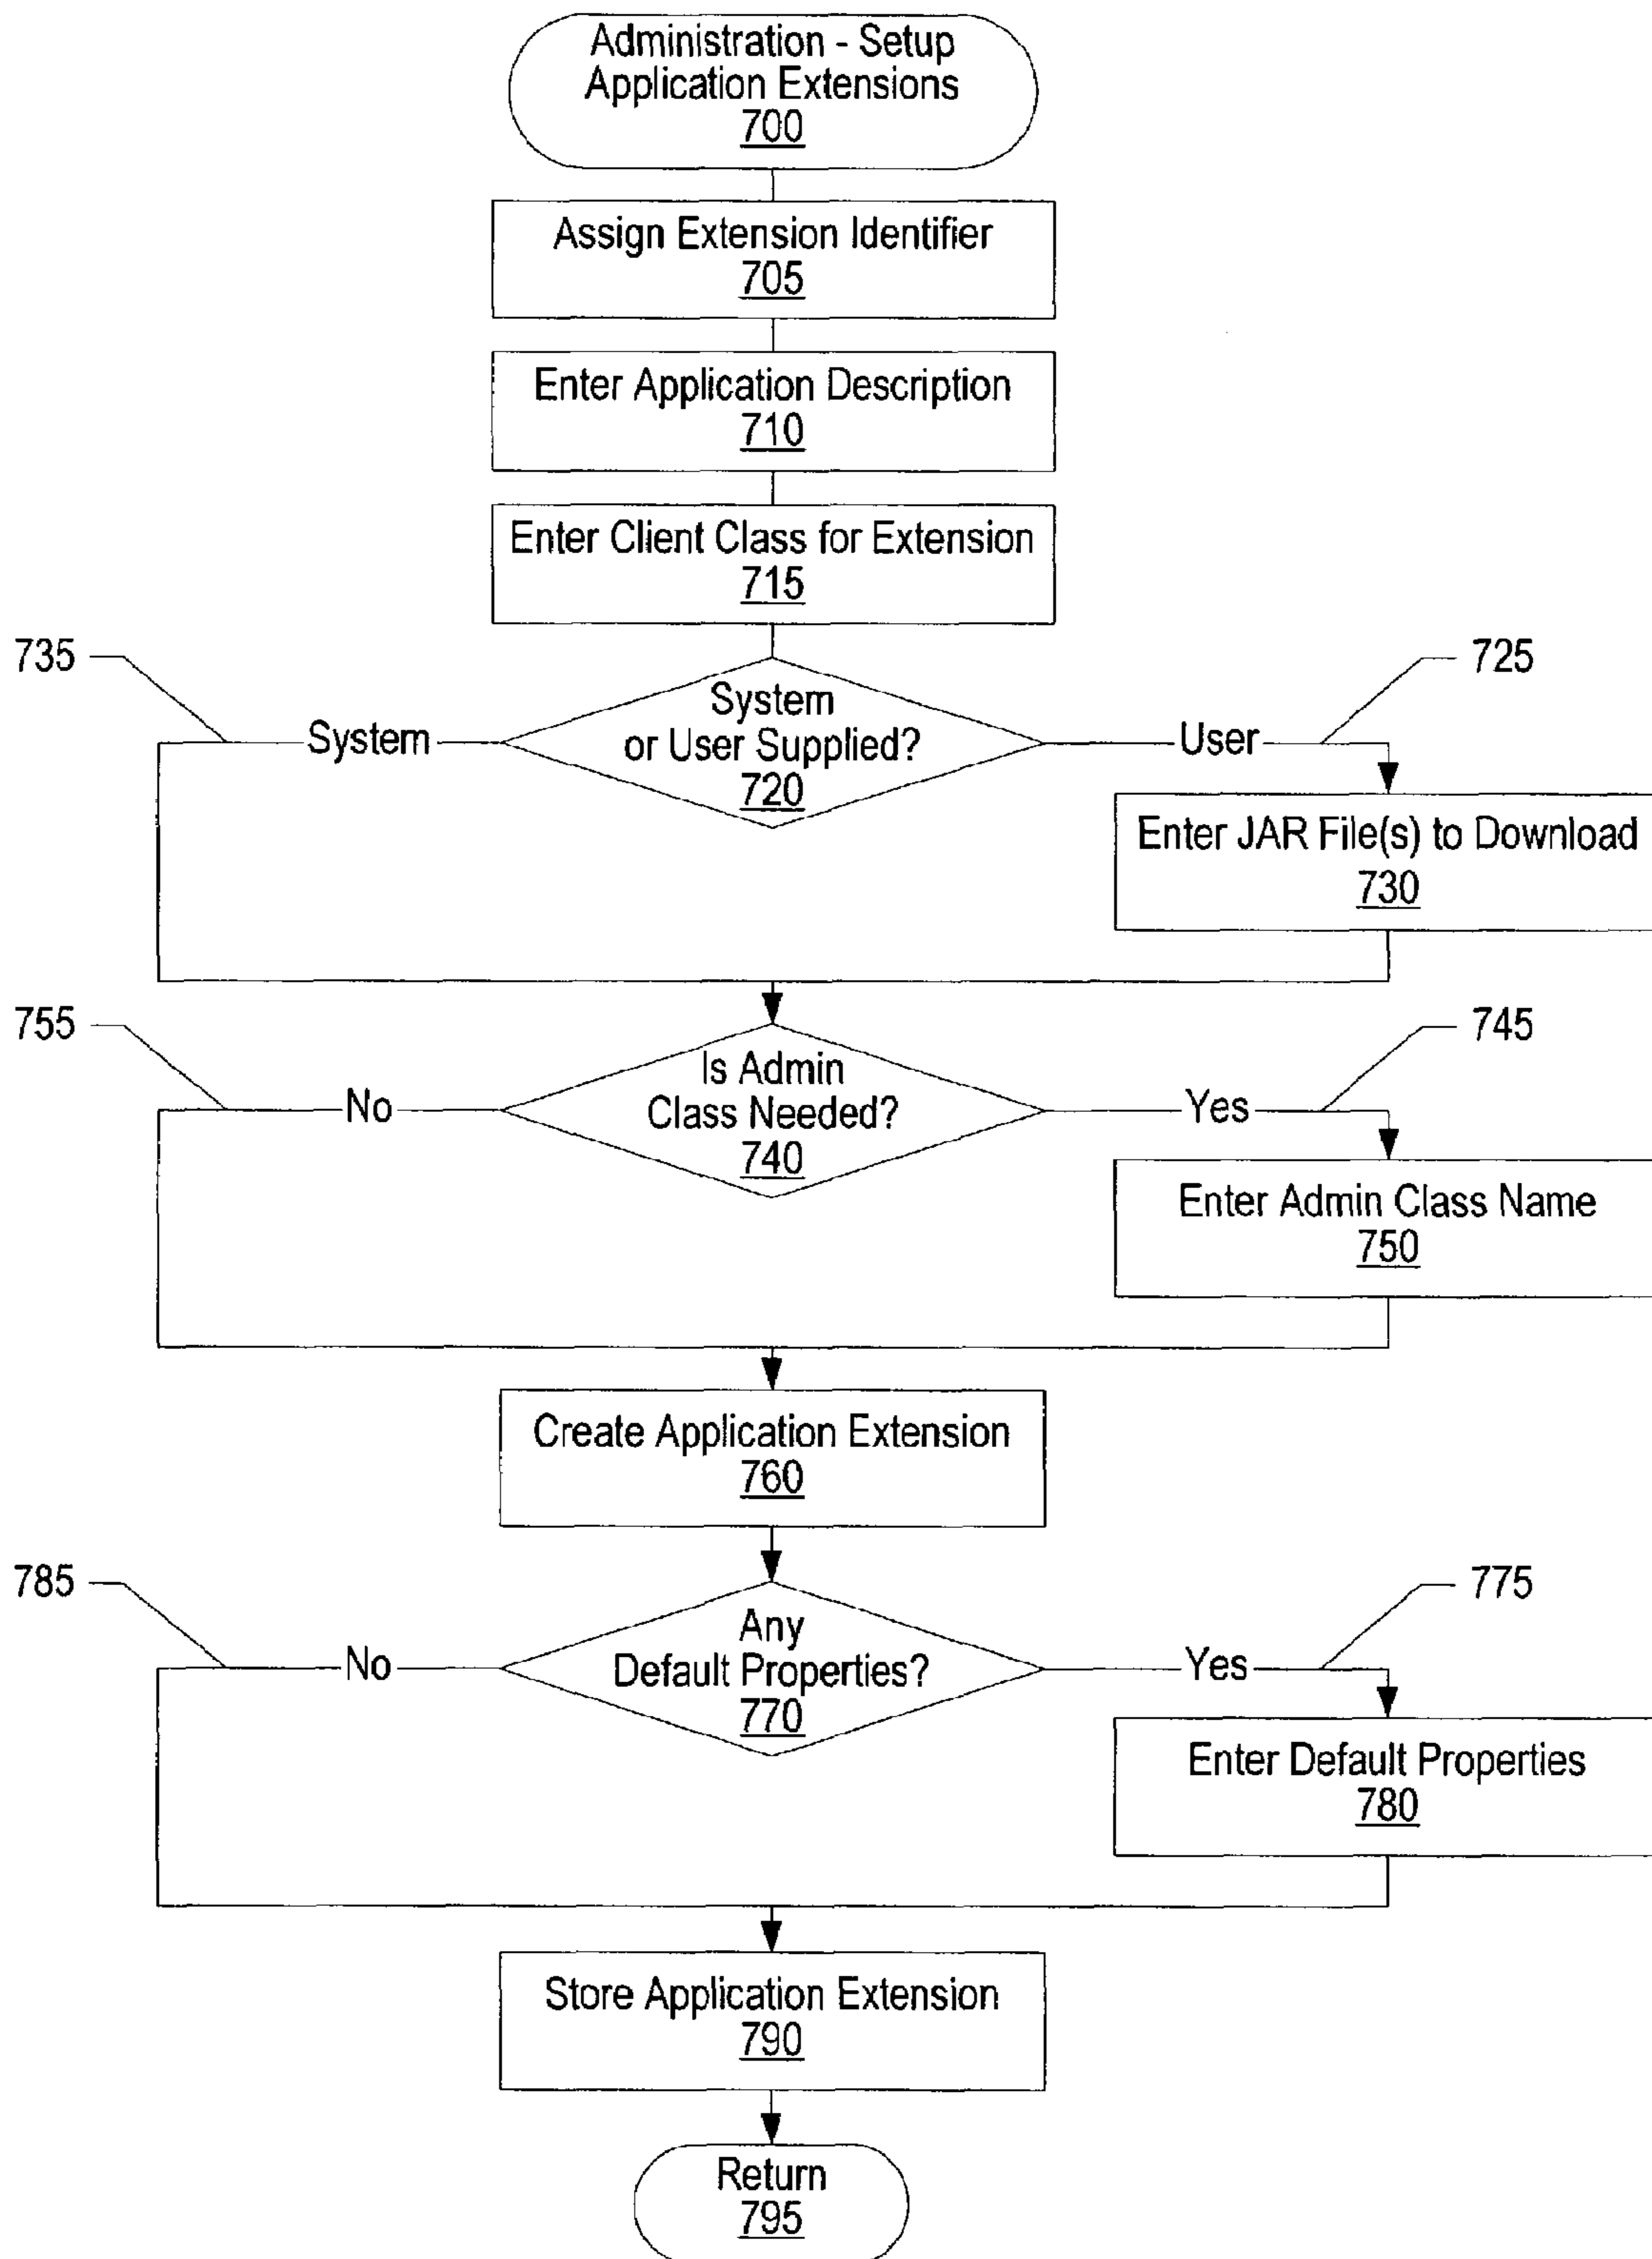 Administration - Setup
Application Extensions
700
Assign Extension Identifier
705
Enter Application Description
710
Enter Client Class for Extension
715
735
725
System
System
or User Supplied?
720
User
Enter JAR File(s) to Download
730
755
745
No
Is Admin
Class Needed?
740
Yes
Enter Admin Class Name
750
Create Application Extension
760
785
775
No
Any
Default Properties?
770
Yes
Enter Default Properties
780
Store Application Extension
790
Return
795